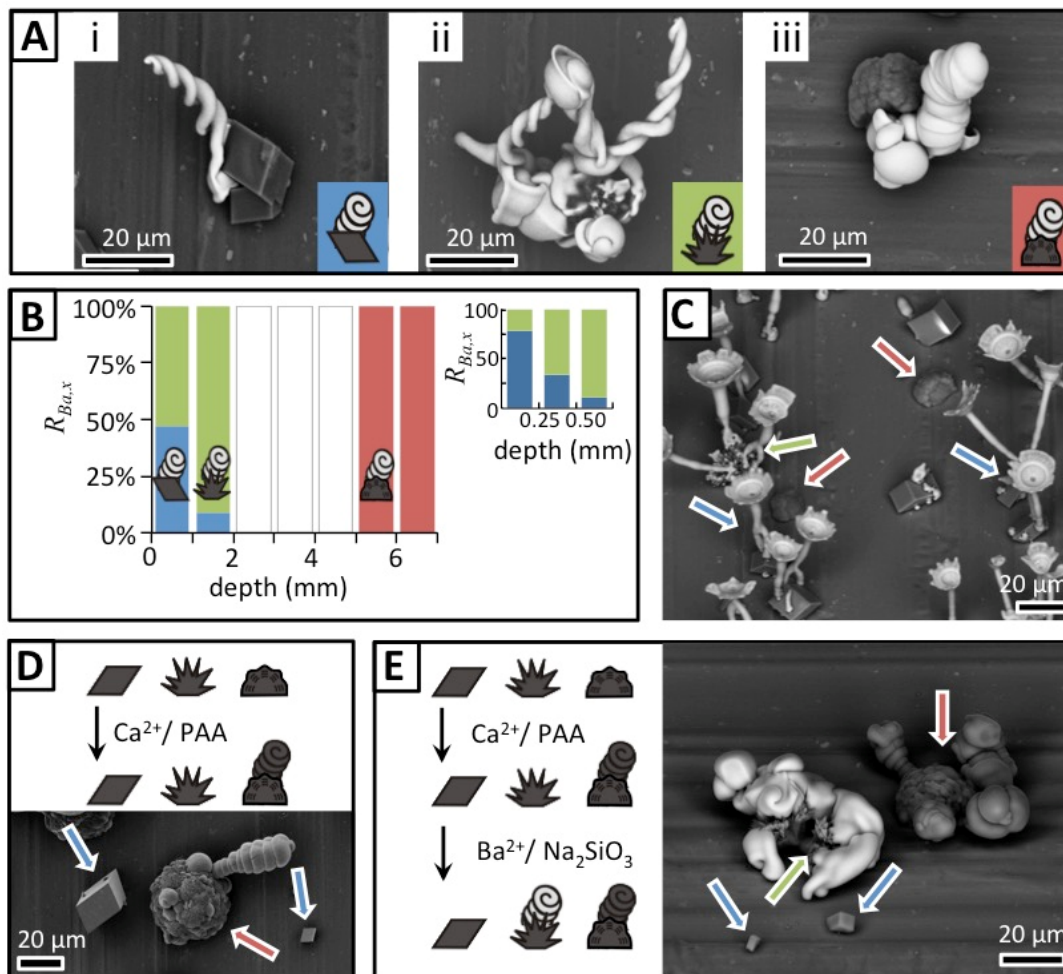 A
i
ii
iii
20 µm
20 µm
20 µm
B
100%
75%
50%
25%
0%
R_{Ba,x}
0
2
4
6
depth (mm)
100
50
0
R_{Ba,x}
0.25
0.50
depth (mm)
C
20 µm
D
Ca²⁺/ PAA
20 µm
E
Ca²⁺/ PAA
Ba²⁺/ Na₂SiO₃
20 µm